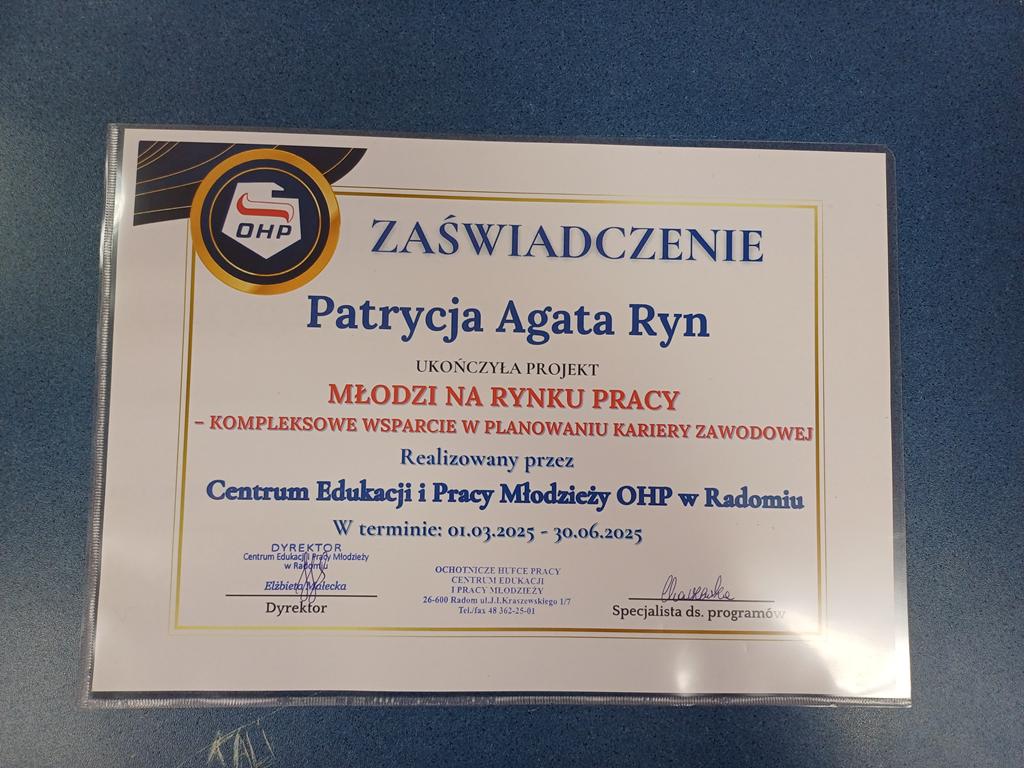 OHP
ZAŚWIADCZENIE
Patrycja Agata Ryn
UKOŃCZYŁA PROJEKT
MŁODZI NA RYNKU PRACY
– KOMPLEKSOWE WSPARCIE W PLANOWANIU KARIERY ZAWODOWEJ
Realizowany przez
Centrum Edukacji i Pracy Młodzieży OHP w Radomiu
W terminie: 01.03.2025 - 30.06.2025
DYREKTOR
Centrum Edukacji i Pracy Młodzieży
w Radomiu
Elżbieta Małecka
Dyrektor
OCHOTNICZE HUFCE PRACY
CENTRUM EDUKACJI
I PRACY MŁODZIEŻY
26-600 Radom ul.J.I.Kraszewskiego 1/7
Tel./fax 48 362-25-01
Specjalista ds. programów
KALI